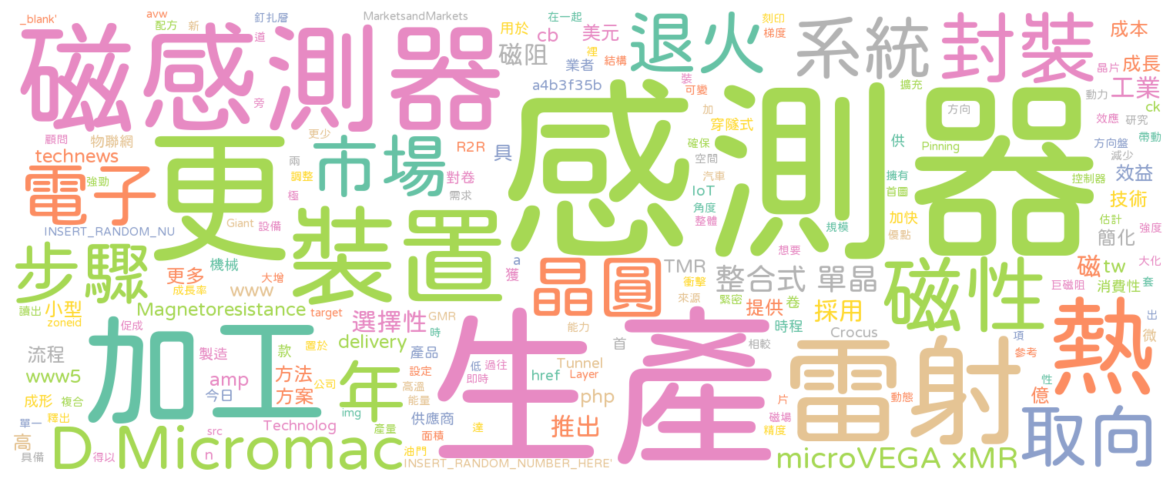 _blank' avw 釘扎層 MarketsandMarkets 在一起 刻印 梯度
配方 新 用於 cb 美元 成本
磁感測器 道 磁阻 業者 裡 結構 退火 系統 封裝 晶片 成長
旁 a4b3f35b 裝 可變 擴充 動力 工業
顧問 物聯網 更少 R2R 具 加 穿隧式 方向 效應 研究 ck
technews 更 市場 對卷 確保 空間 供 Pinning 方向盤 帶動
電子 強勁 兩 調整 極 需求 感測器 汽車 IoT 擁有 首圖 減少 控制器 效益
INSERT_RANDOM_NU Giant 設備 角度 整體 加快 優點 規模 估計 技術 強度
步驟 機械 裝置 a 獲 晶圓 TMR 想要 整合式 單晶 磁性 簡化
更多 大增 衝擊 磁 tw 大化
讀出 小型 www 成長率 target 來源 緊密 提供 卷 採用 消費性 巨磁阻 套
zoneid Magnetoresistance GMR 能力 時程 Crocus 出
促成 選擇性 時 首 相較 微
流程 加工 製造 款 置於 delivery 產品 低 過往 即時 Tunnel 生產 雷射 項 熱
www5 amp 方法 年 設定 href Layer 參考
成形 複合 今日 方案 公司 高溫 能量 php 片 動態 億 性
釋出 img 供應商 磁場 取向
單一 src Technolog 產量 面積 達 推出 精度
高 具備 D Micromac 得以 n 油門 INSERT_RANDOM_NUMBER_HERE' microVEGA xMR